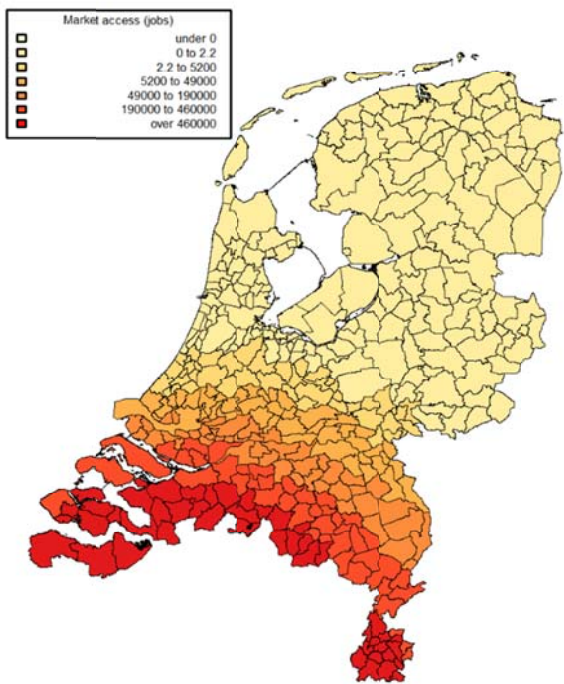 Market access (jobs)
under 0
0 to 2.2
2.2 to 5200
5200 to 49000
49000 to 190000
190000 to 460000
over 460000